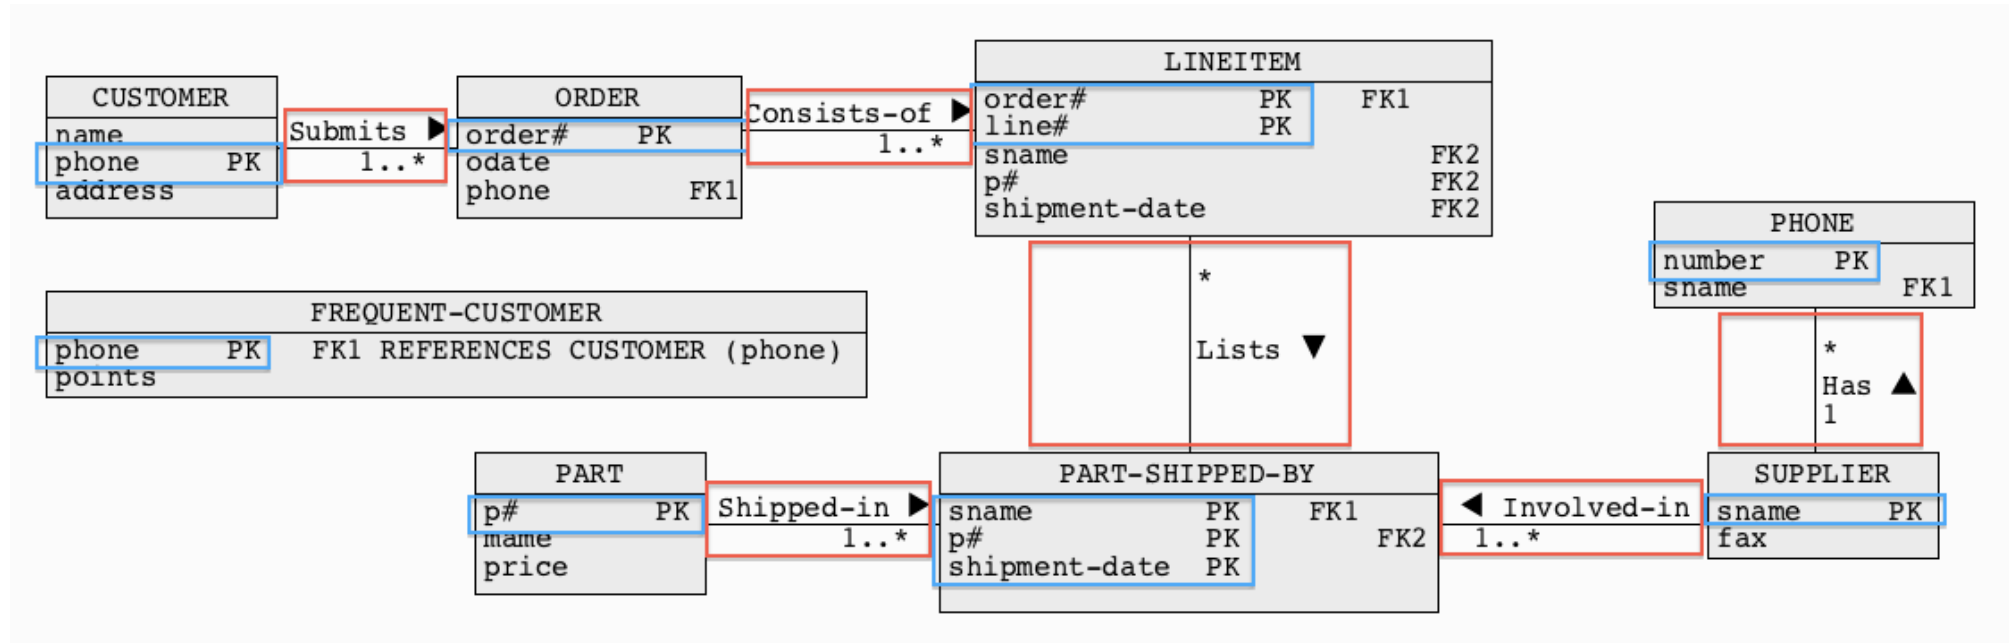 CUSTOMER
name
phone PK
address
Submits ▶
1..*
ORDER
order# PK
odate
phone FK1
Consists-of ▶
1..*
LINEITEM
order# PK FK1
line# PK
sname FK2
p# FK2
shipment-date FK2
PHONE
number PK
sname FK1
FREQUENT-CUSTOMER
phone PK FK1 REFERENCES CUSTOMER (phone)
points
*
Lists ▼
*
Has ▲
1
PART
p# PK
mame
price
Shipped-in ▶
1..*
PART-SHIPPED-BY
sname PK FK1
p# PK FK2
shipment-date PK
◀ Involved-in
1..*
SUPPLIER
sname PK
fax